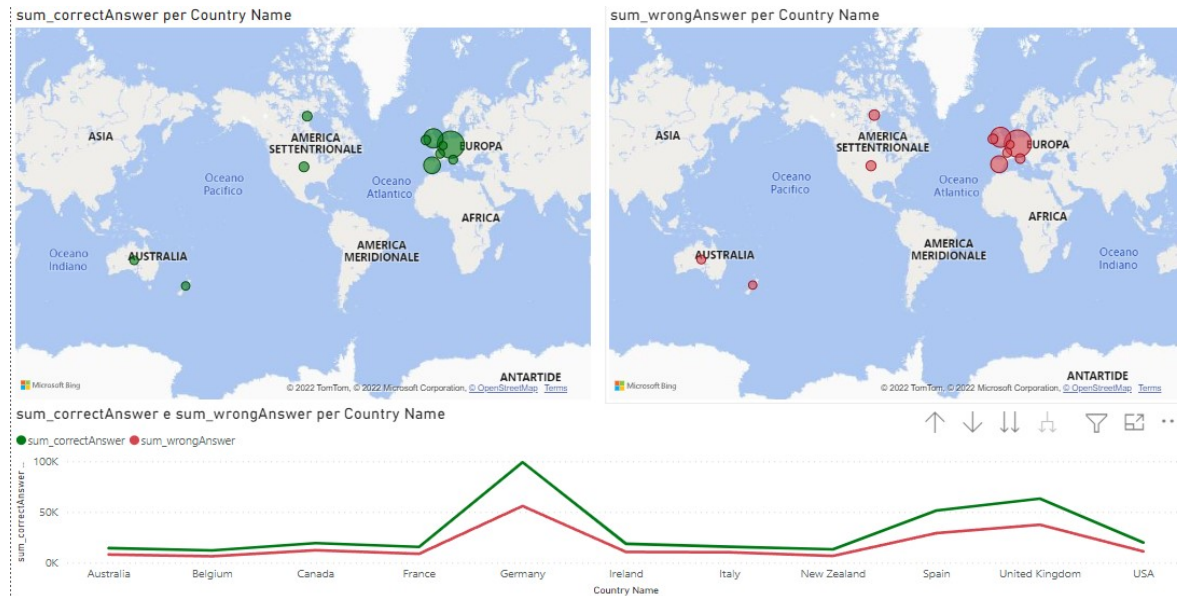 sum_correctAnswer per Country Name
ASIA
AMERICA
SETTENTRIONALE
EUROPA
Oceano
Pacifico
Oceano
Atlantico
AFRICA
Oceano
Indiano
AUSTRALIA
AMERICA
MERIDIONALE
ANTARTIDE
Microsoft Bing
© 2022 TomTom, © 2022 Microsoft Corporation, © OpenStreetMap Terms
sum_wrongAnswer per Country Name
ASIA
AMERICA
SETTENTRIONALE
EUROPA
Oceano
Pacifico
Oceano
Atlantico
AFRICA
AUSTRALIA
AMERICA
MERIDIONALE
Oceano
Indiano
ANTARTIDE
Microsoft Bing
© 2022 TomTom, © 2022 Microsoft Corporation, © OpenStreetMap Terms
sum_correctAnswer e sum_wrongAnswer per Country Name
sum_correctAnswer sum_wrongAnswer
sum_correctAnswer ..
100K
50K
0K
Australia Belgium Canada France Germany Ireland Italy New Zealand Spain United Kingdom USA
Country Name